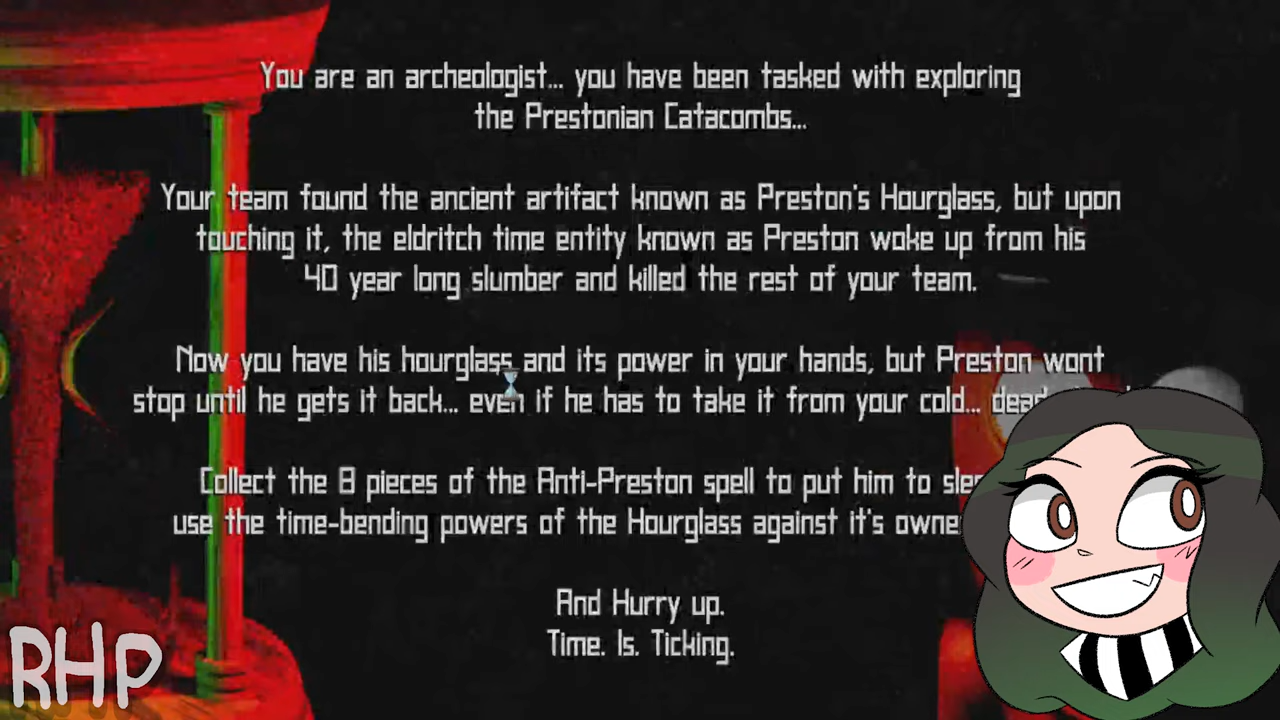 You are an archeologist... you have been tasked with exploring
the Prestonian Catacombs...
Your team found the ancient artifact known as Preston's Hourglass, but upon
touching it, the eldritch time entity known as Preston woke up from his
40 year long slumber and killed the rest of your team.
Now you have his hourglass and its power in your hands, but Preston wont
stop until he gets it back... even if he has to take it from your cold... dead
Collect the 8 pieces of the Anti-Preston spell to put him to
use the time-bending powers of the Hourglass against it's
And Hurry up.
Time. Is. Ticking.
RHP